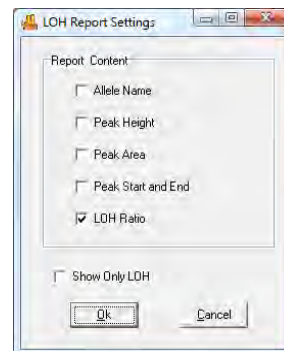 LOH Report Settings
Report Content
Allele Name
Peak Height
Peak Area
Peak Start and End
LOH Ratio
Show Only LOH
Ok Cancel